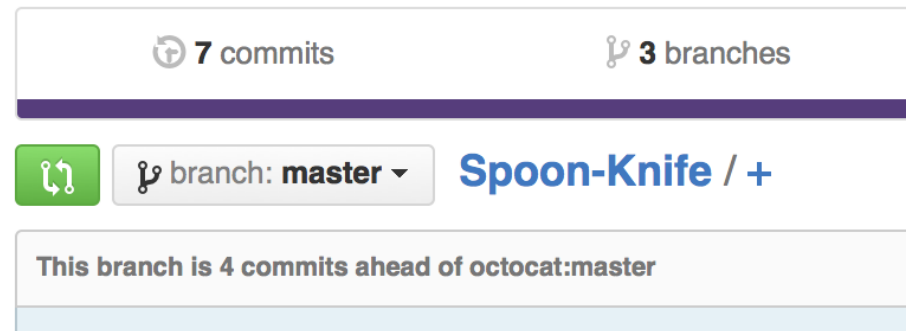 7 commits
3 branches
branch: master
Spoon-Knife / +
This branch is 4 commits ahead of octocat:master